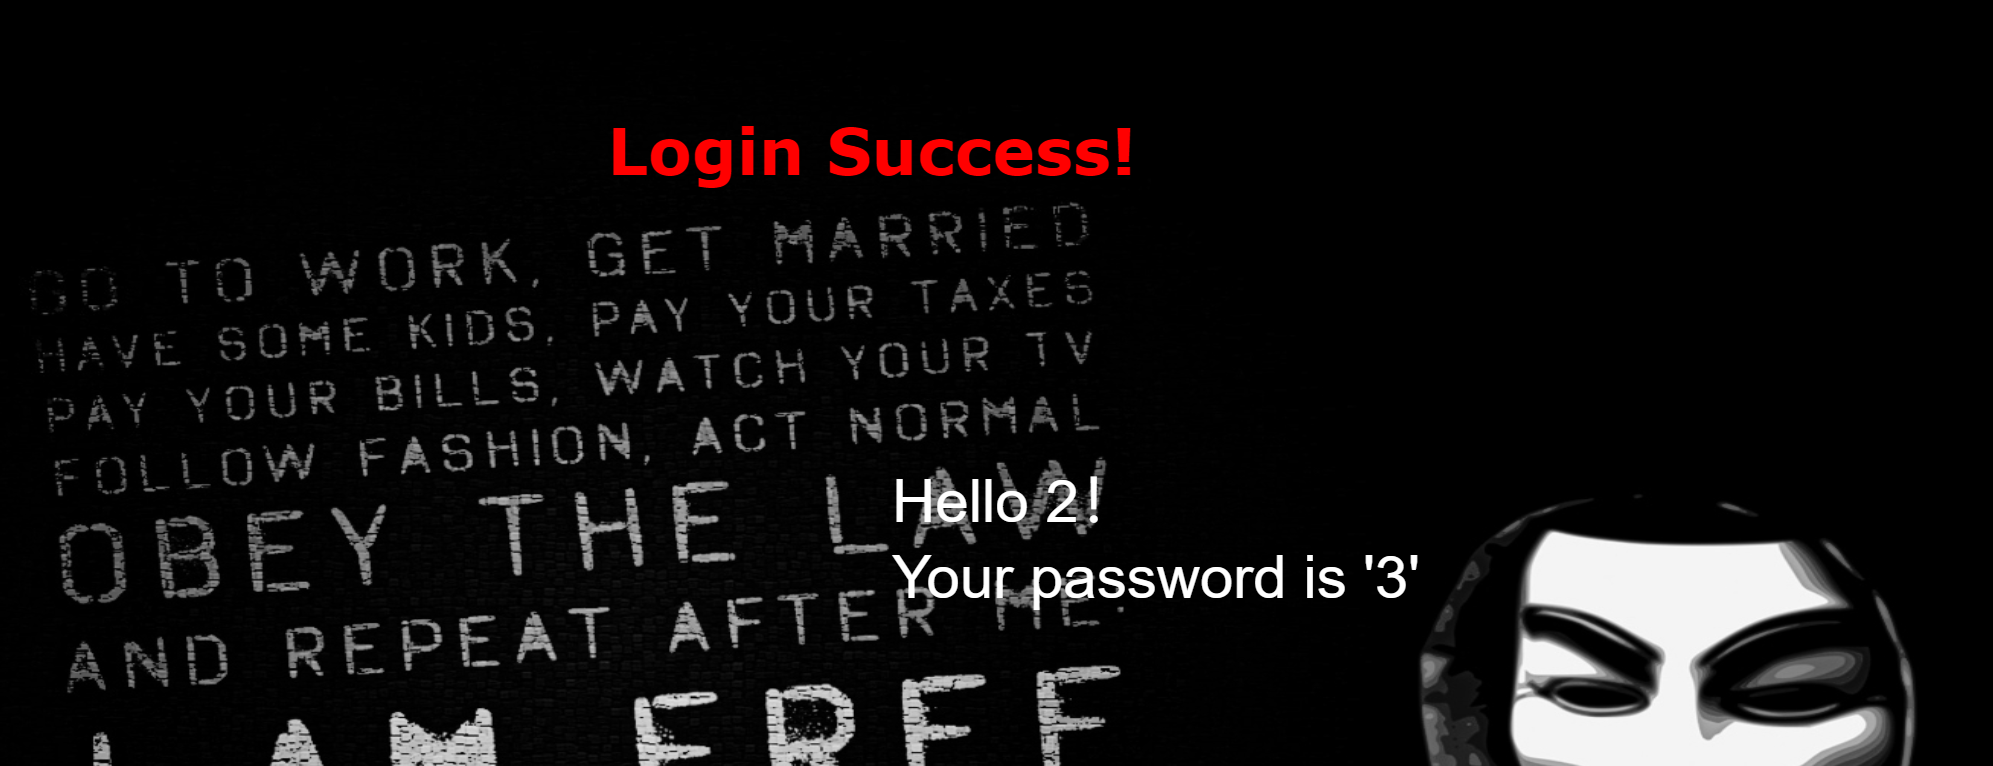 Login Success!
GO TO WORK, GET MARRIED
HAVE SOME KIDS, PAY YOUR TAXES
PAY YOUR BILLS, WATCH YOUR TV
FOLLOW FASHION, ACT NORMAL
OBEY THE LAW
AND REPEAT AFTER ME:
I AM FREE
Hello 2!
Your password is '3'